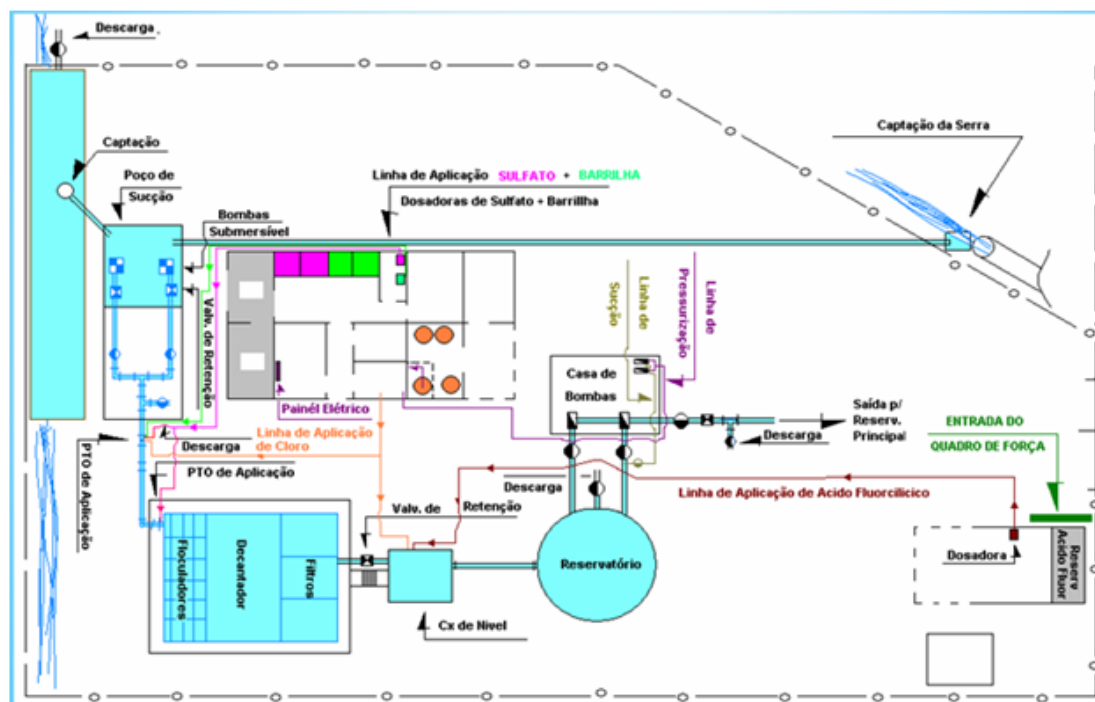 Descarga
Captação
Captação da Serra
Poço de
Sucção
Linha de Aplicação SULFATO + BARRILHA
Dosadoras de Sulfato + Barrillha
Bombas
Submersível
Valv. de Retenção
Linha de
Sucção
Linha de
Pressurização
Casa de
Bombas
Painél Elétrico
Saída p/
Reserv.
Principal
Descarga
ENTRADA DO
QUADRO DE FORÇA
PTO de Aplicação
Descarga
Linha de Aplicação
de Cloro
PTO de Aplicação
Descarga
Linha de Aplicação de Acido Fluorcilicico
Valv. de Retenção
Floculadores
Decantador
Filtros
Reservatório
Dosadora
Reserv
Acido Fluor
Cx de Nivel